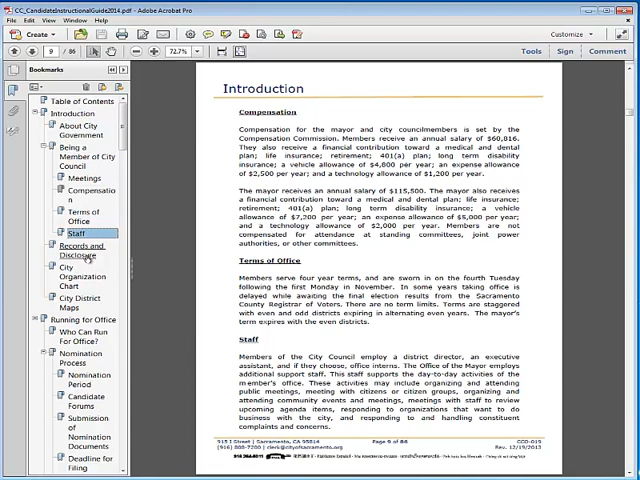 CC_CandidateInstructionalGuide2014.pdf - Adobe Acrobat Pro
File Edit View Window Help
Create
Customize
9 / 86
72.7%
Tools Sign Comment
Bookmarks
Table of Contents
Introduction
About City
Government
Being a
Member of City
Council
Meetings
Compensatio
n
Terms of
Office
Staff
Records and
Disclosure
City
Organization
Chart
City District
Maps
Running for Office
Who Can Run
For Office?
Nomination
Process
Nomination
Period
Candidate
Forums
Submission
of
Nomination
Documents
Deadline for
Filing
Introduction
Compensation
Compensation for the mayor and city councilmembers is set by the
Compensation Commission. Members receive an annual salary of $60,816.
They also receive a financial contribution toward a medical and dental
plan; life insurance; retirement; 401(a) plan; long term disability
insurance; a vehicle allowance of $4,800 per year; an expense allowance
of $2,500 per year; and a technology allowance of $1,200 per year.
The mayor receives an annual salary of $115,500. The mayor also receives
a financial contribution toward a medical and dental plan; life insurance;
retirement; 401(a) plan; long term disability insurance; a vehicle
allowance of $7,200 per year; an expense allowance of $5,000 per year;
and a technology allowance of $2,000 per year. Members are not
compensated for attendance at standing committees, joint power
authorities, or other committees.
Terms of Office
Members serve four year terms, and are sworn in on the fourth Tuesday
following the first Monday in November. In some years taking office is
delayed while awaiting the final election results from the Sacramento
County Registrar of Voters. There are no term limits. Terms are staggered
with even and odd districts expiring in alternating even years. The mayor's
term expires with the even districts.
Staff
Members of the City Council employ a district director, an executive
assistant, and if they choose, office interns. The Office of the Mayor employs
additional support staff. This staff supports the day-to-day activities of the
member's office. These activities may include organizing and attending
public meetings, meeting with citizens or citizen groups, organizing and
attending community events and meetings, meetings with staff to review
upcoming agenda items, responding to organizations that want to do
business with the city, and responding to and handling constituent
complaints and concerns.
915 I Street | Sacramento, CA 95814 Page 9 of 86 CCO-019
(916) 808-7200 | clerk@cityofsacramento.org Rev. 12/19/2013